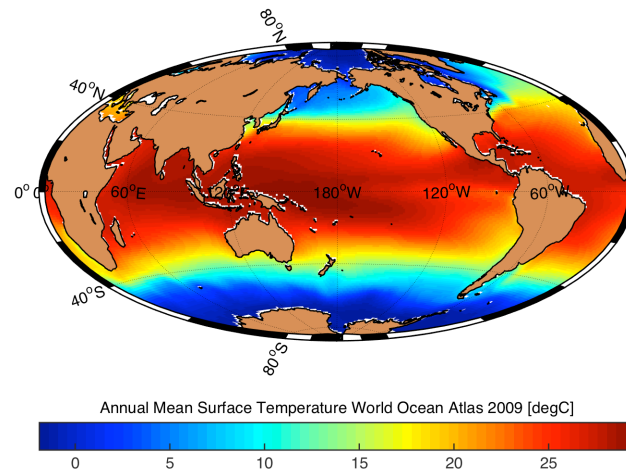 80°N
40°N
0°
60°E
120°E
180°W
120°W
60°W
40°S
80°S
Annual Mean Surface Temperature World Ocean Atlas 2009 [degC]
0 5 10 15 20 25